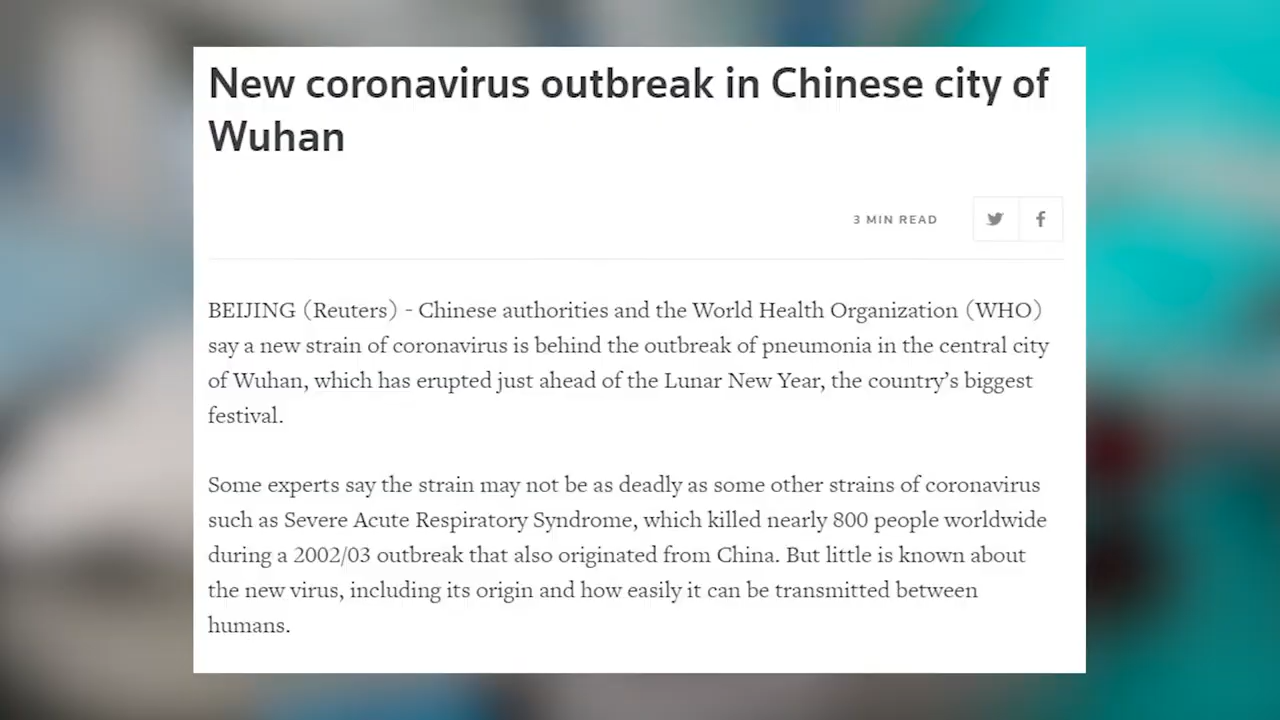 New coronavirus outbreak in Chinese city of
Wuhan
3 MIN READ
BEIJING (Reuters) - Chinese authorities and the World Health Organization (WHO)
say a new strain of coronavirus is behind the outbreak of pneumonia in the central city
of Wuhan, which has erupted just ahead of the Lunar New Year, the country’s biggest
festival.
Some experts say the strain may not be as deadly as some other strains of coronavirus
such as Severe Acute Respiratory Syndrome, which killed nearly 800 people worldwide
during a 2002/03 outbreak that also originated from China. But little is known about
the new virus, including its origin and how easily it can be transmitted between
humans.